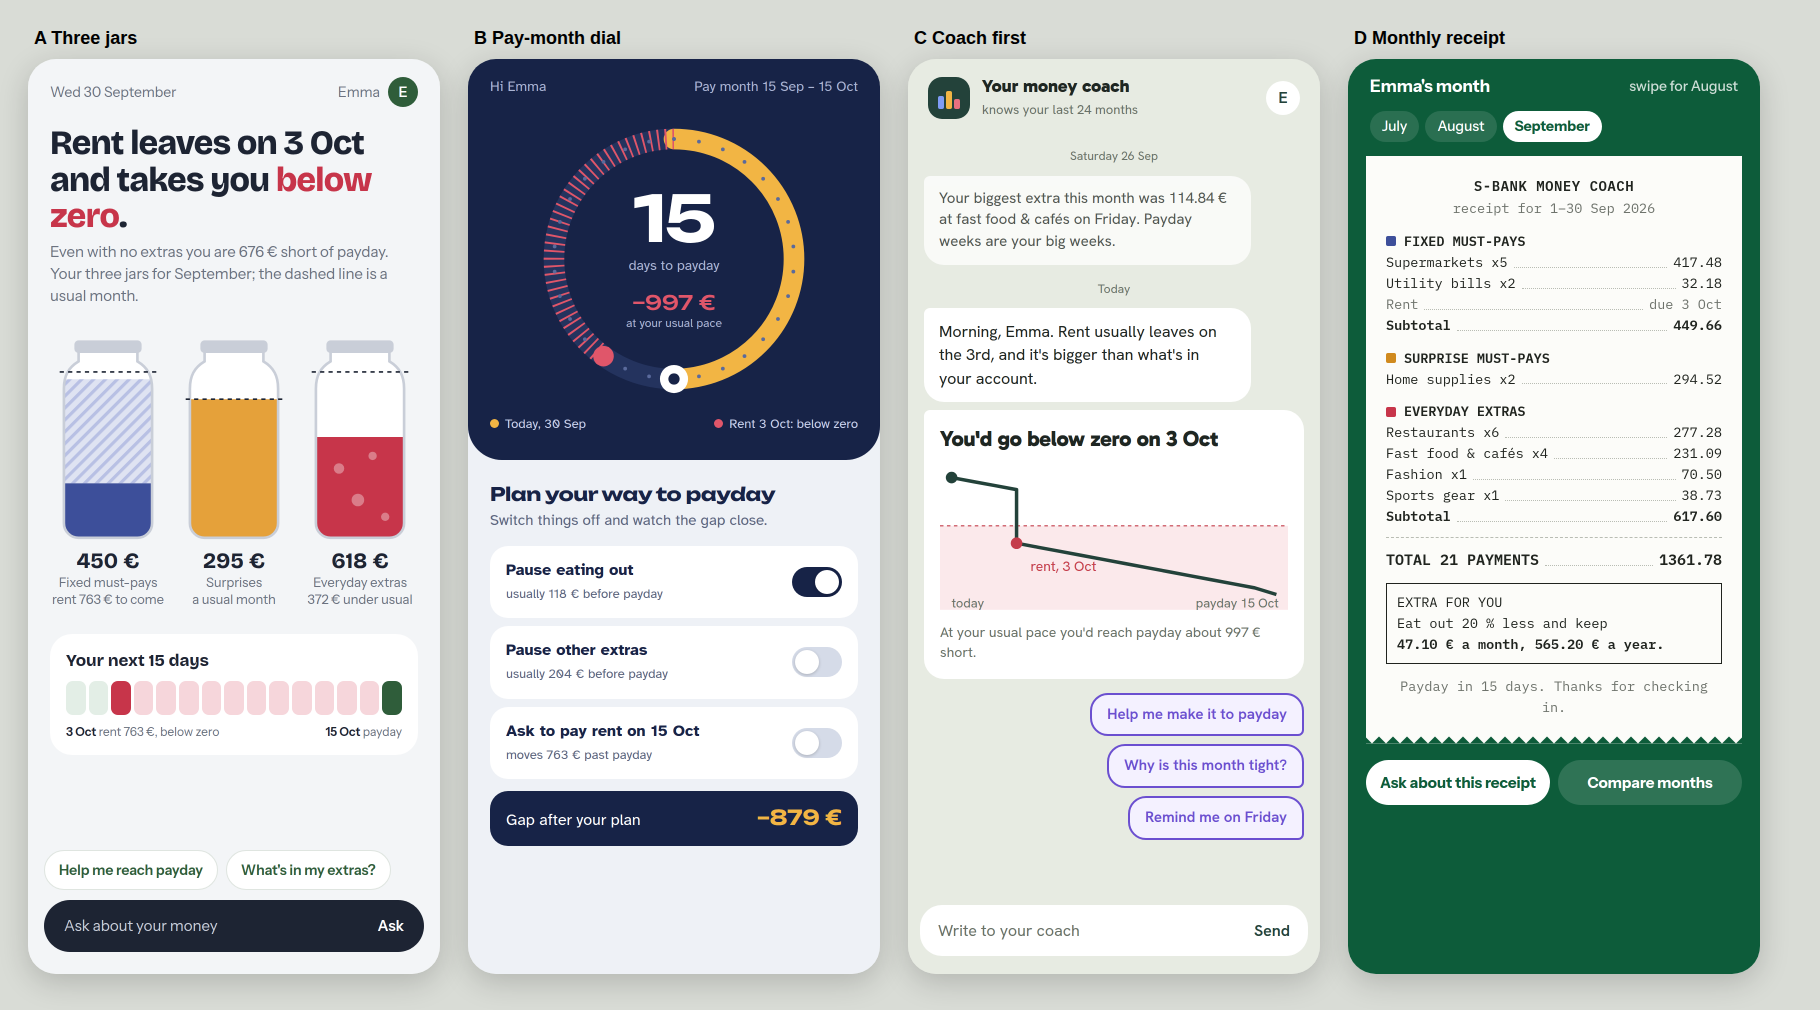 A Three jars
Wed 30 September
Emma
E
Rent leaves on 3 Oct
and takes you below
zero.
Even with no extras you are 676 € short of payday.
Your three jars for September; the dashed line is a
usual month.
450 €
Fixed must-pays
rent 763 € to come
295 €
Surprises
a usual month
618 €
Everyday extras
372 € under usual
Your next 15 days
3 Oct rent 763 €, below zero
15 Oct payday
Help me reach payday
What's in my extras?
Ask about your money
Ask
B Pay-month dial
Hi Emma
Pay month 15 Sep – 15 Oct
15
days to payday
−997 €
at your usual pace
Today, 30 Sep
Rent 3 Oct: below zero
Plan your way to payday
Switch things off and watch the gap close.
Pause eating out
usually 118 € before payday
Pause other extras
usually 204 € before payday
Ask to pay rent on 15 Oct
moves 763 € past payday
Gap after your plan
−879 €
C Coach first
Your money coach
knows your last 24 months
E
Saturday 26 Sep
Your biggest extra this month was 114.84 €
at fast food & cafés on Friday. Payday
weeks are your big weeks.
Today
Morning, Emma. Rent usually leaves on
the 3rd, and it's bigger than what's in
your account.
You'd go below zero on 3 Oct
rent, 3 Oct
today
payday 15 Oct
At your usual pace you'd reach payday about 997 €
short.
Help me make it to payday
Why is this month tight?
Remind me on Friday
Write to your coach
Send
D Monthly receipt
Emma's month
swipe for August
July
August
September
S-BANK MONEY COACH
receipt for 1–30 Sep 2026
FIXED MUST-PAYS
Supermarkets x5 417.48
Utility bills x2 32.18
Rent due 3 Oct
Subtotal 449.66
SURPRISE MUST-PAYS
Home supplies x2 294.52
EVERYDAY EXTRAS
Restaurants x6 277.28
Fast food & cafés x4 231.09
Fashion x1 70.50
Sports gear x1 38.73
Subtotal 617.60
TOTAL 21 PAYMENTS 1361.78
EXTRA FOR YOU
Eat out 20 % less and keep
47.10 € a month, 565.20 € a year.
Payday in 15 days. Thanks for checking
in.
Ask about this receipt
Compare months